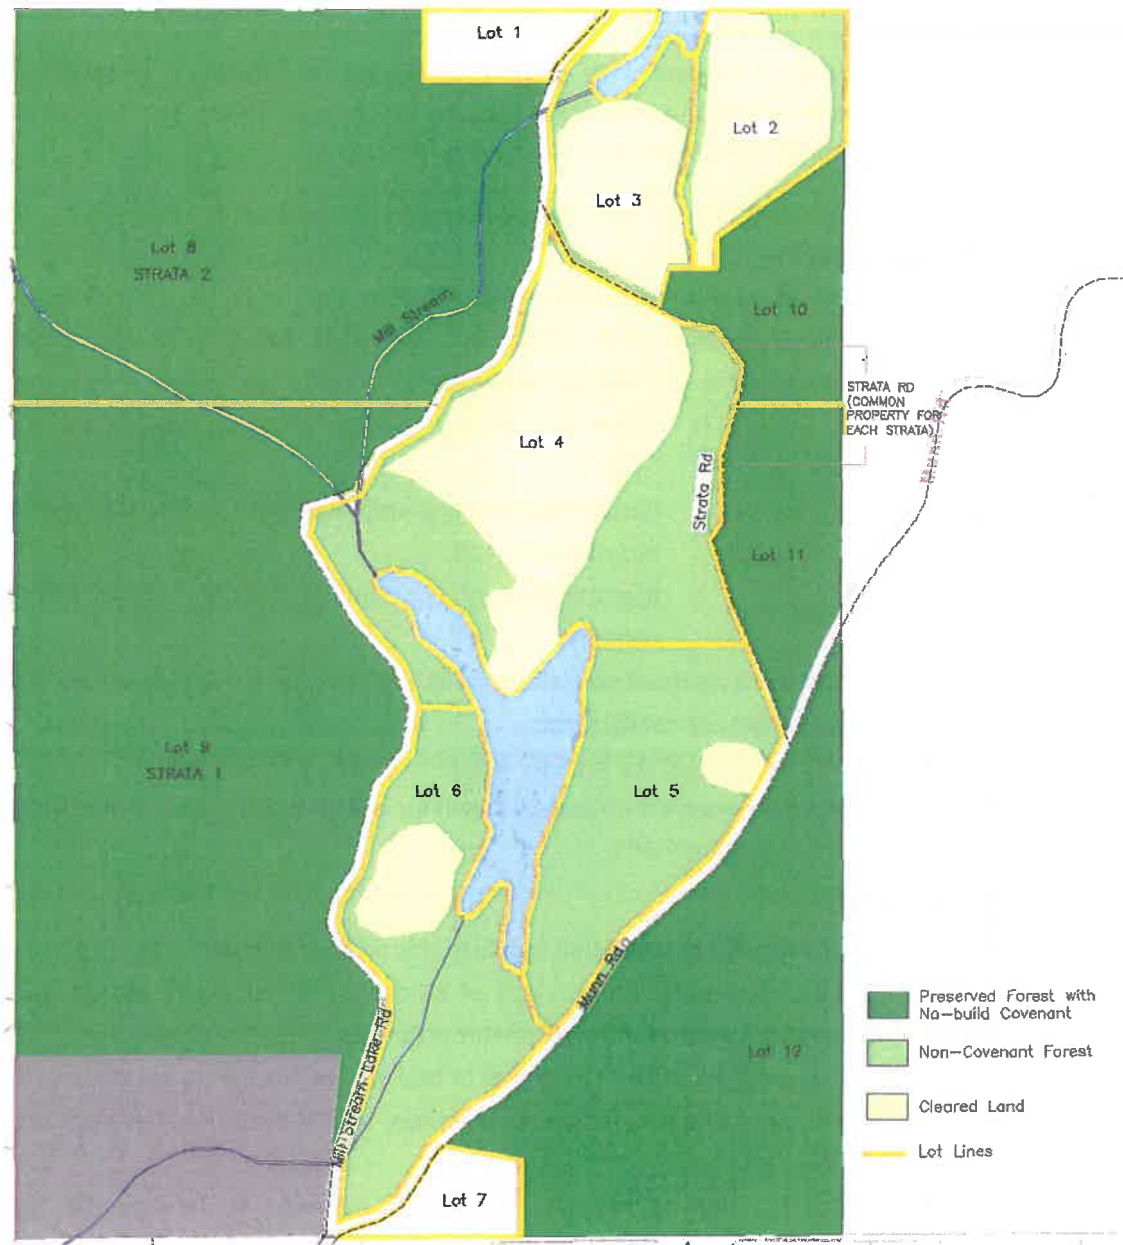 Lot 1
Lot 2
Lot 3
Lot 8
STRATA 2
Mill Stream
Lot 10
STRATA RD
(COMMON
PROPERTY FOR
EACH STRATA)
Lot 4
Strata Rd
Lot 11
Lot 9
STRATA 1
Lot 6
Lot 5
Munn Rd
Mill Stream Lake Rd
Lot 12
Lot 7
Preserved Forest with
No-build Covenant
Non-Covenant Forest
Cleared Land
Lot Lines